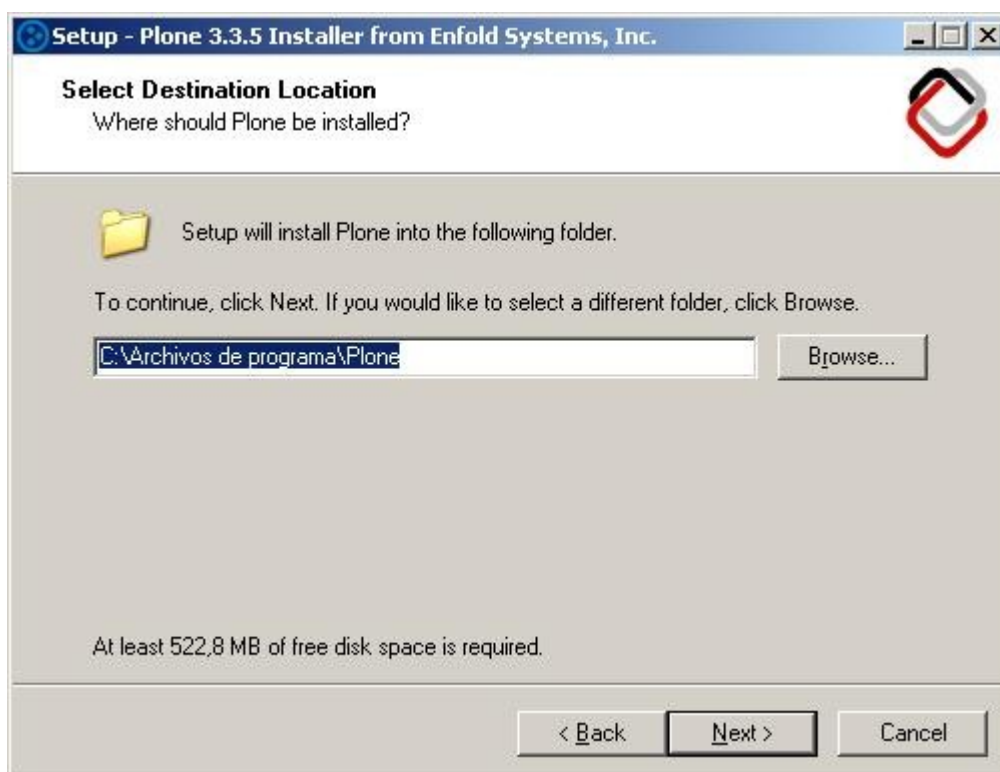 Setup - Plone 3.3.5 Installer from Enfold Systems, Inc.
Select Destination Location
Where should Plone be installed?
Setup will install Plone into the following folder.
To continue, click Next. If you would like to select a different folder, click Browse.
C:\Archivos de programa\Plone
Browse...
At least 522,8 MB of free disk space is required.
< Back
Next >
Cancel